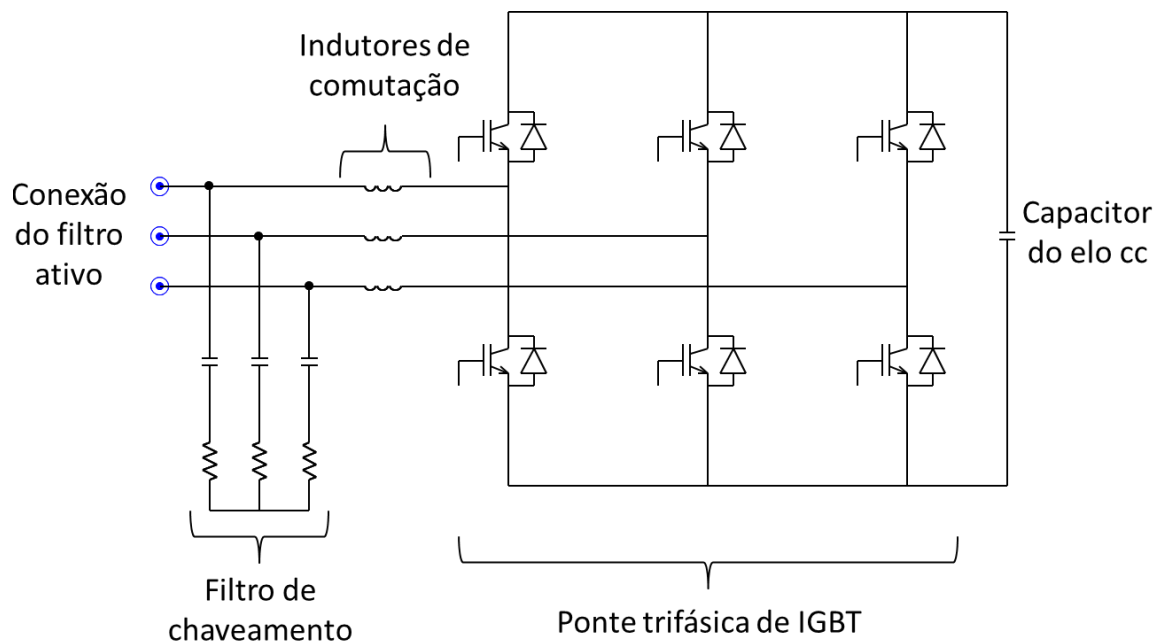 Indutores de
comutação
Conexão
do filtro
ativo
Capacitor
do elo cc
Filtro de
chaveamento
Ponte trifásica de IGBT